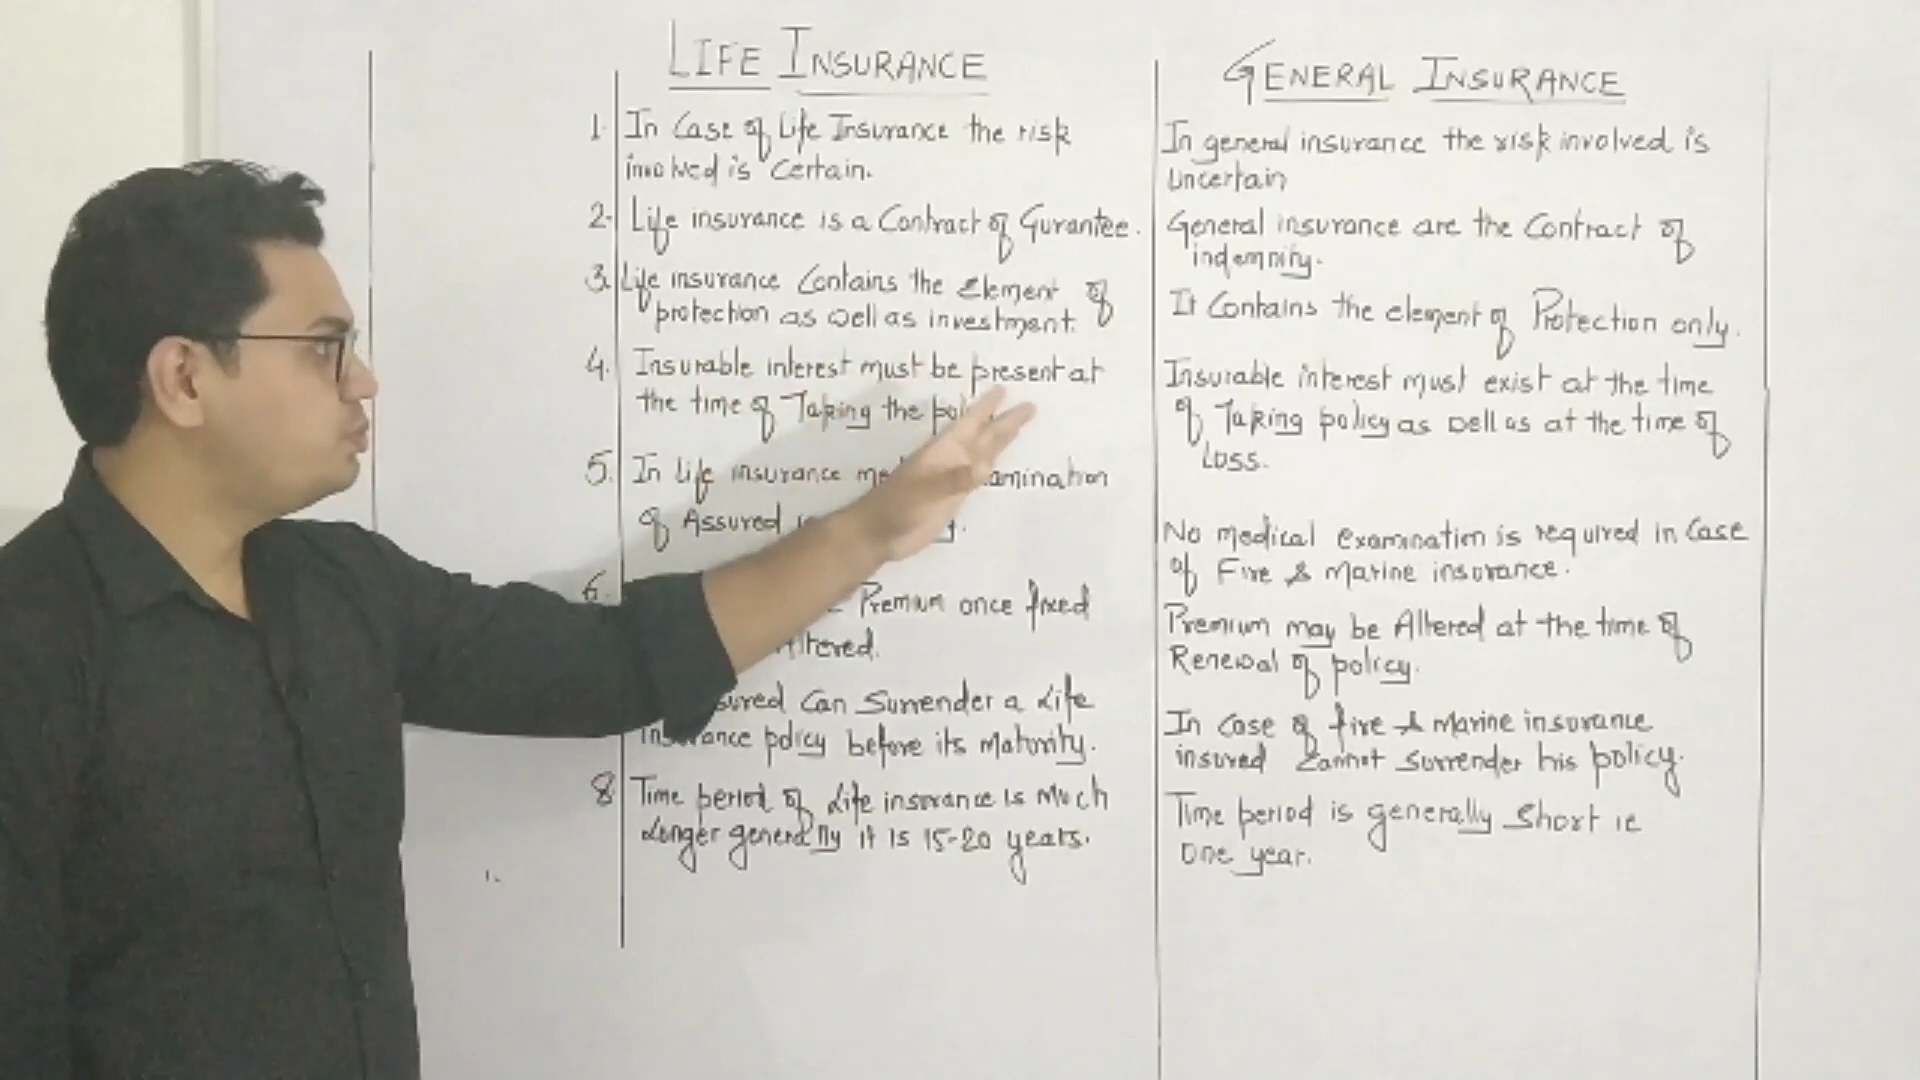 LIFE INSURANCE
1. In Case of Life Insurance the risk
involved is Certain.
2. Life insurance is a Contract of Gurantee.
3. Life insurance Contains the Element of
protection as well as investment.
4. Insurable interest must be present at
the time of Taking the
5. In Life insurance
of Assured
6. Premium once fixed
Altered.
Can Surrender a Life
Insurance policy before its Maturity.
8 Time period of Life insurance is Much
Longer generally it is 15-20 years.
1.
GENERAL INSURANCE
In general insurance the risk involved is
Uncertain
General insurance are the Contract of
indemnity.
It Contains the element of Protection only.
Insurable interest must exist at the time
of Taking policy as well as at the time of
Loss.
No medical examination is required in Case
of Fire & Marine insurance.
Premium may be Altered at the time of
Renewal of policy.
In Case of fire & Marine insurance
insured Cannot Surrender his policy.
Time period is generally Short ie
One year.